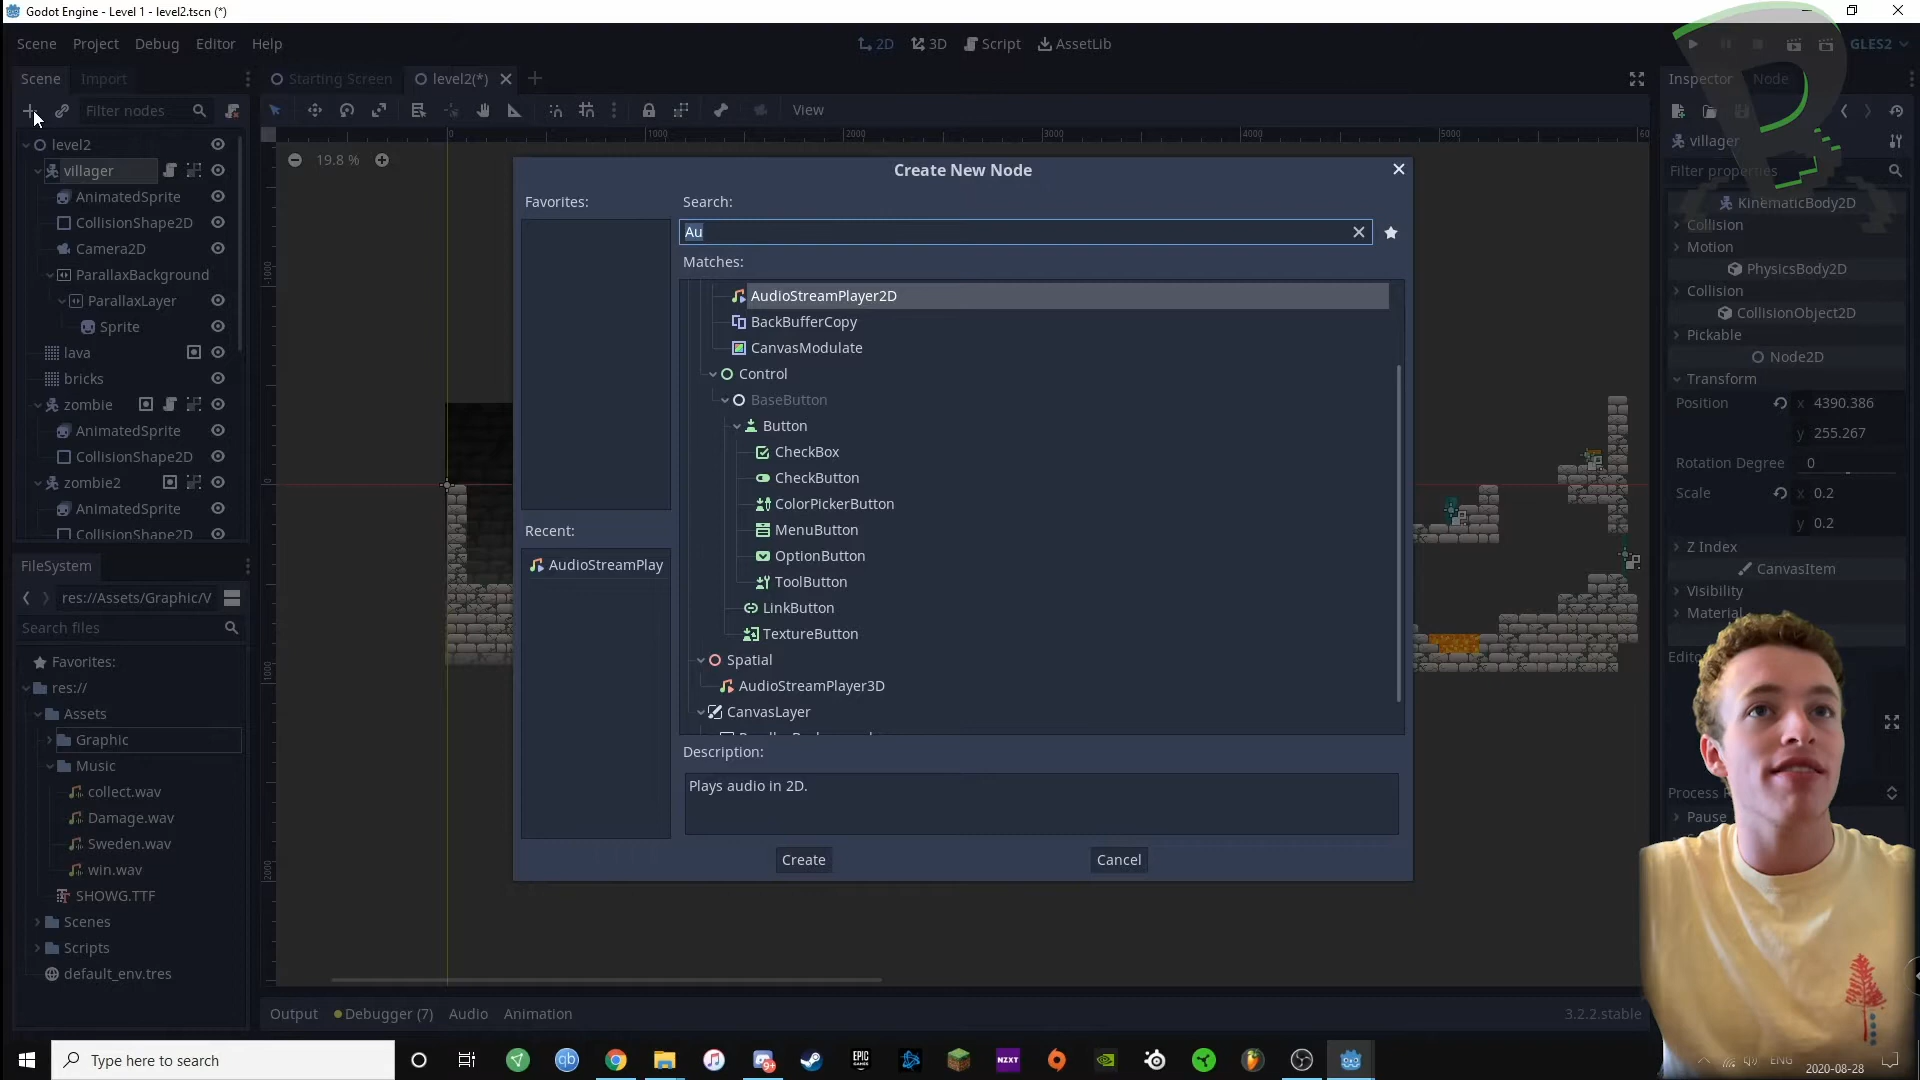 Godot Engine - Level 1 - level2.tscn (*)
Scene Project Debug Editor Help
2D 3D Script AssetLib
GLES2
Scene Import
Starting Screen level2(*)
Inspector Node
Filter nodes
View
level2
villager
AnimatedSprite
CollisionShape2D
Camera2D
ParallaxBackground
ParallaxLayer
Sprite
lava
bricks
zombie
AnimatedSprite
CollisionShape2D
zombie2
AnimatedSprite
CollisionShape2D
FileSystem
res://Assets/Graphic/V
Search files
Favorites:
res://
Assets
Graphic
Music
collect.wav
Damage.wav
Sweden.wav
win.wav
SHOWG.TTF
Scenes
Scripts
default_env.tres
0 1000 2000 3000 4000 5000
19.8 %
Create New Node
Favorites:
Recent:
AudioStreamPlay
Search:
Au
Matches:
AudioStreamPlayer2D
BackBufferCopy
CanvasModulate
Control
BaseButton
Button
CheckBox
CheckButton
ColorPickerButton
MenuButton
OptionButton
ToolButton
LinkButton
TextureButton
Spatial
AudioStreamPlayer3D
CanvasLayer
Description:
Plays audio in 2D.
Create Cancel
villager
Filter properties
KinematicBody2D
Collision
Motion
PhysicsBody2D
Collision
CollisionObject2D
Pickable
Node2D
Transform
Position x 4390.386
y 255.267
Rotation Degree 0
Scale x 0.2
y 0.2
Z Index
CanvasItem
Visibility
Material
Pause
Output Debugger (7) Audio Animation
3.2.2.stable
Type here to search
NZXT
EPIC GAMES
ENG
2020-08-28